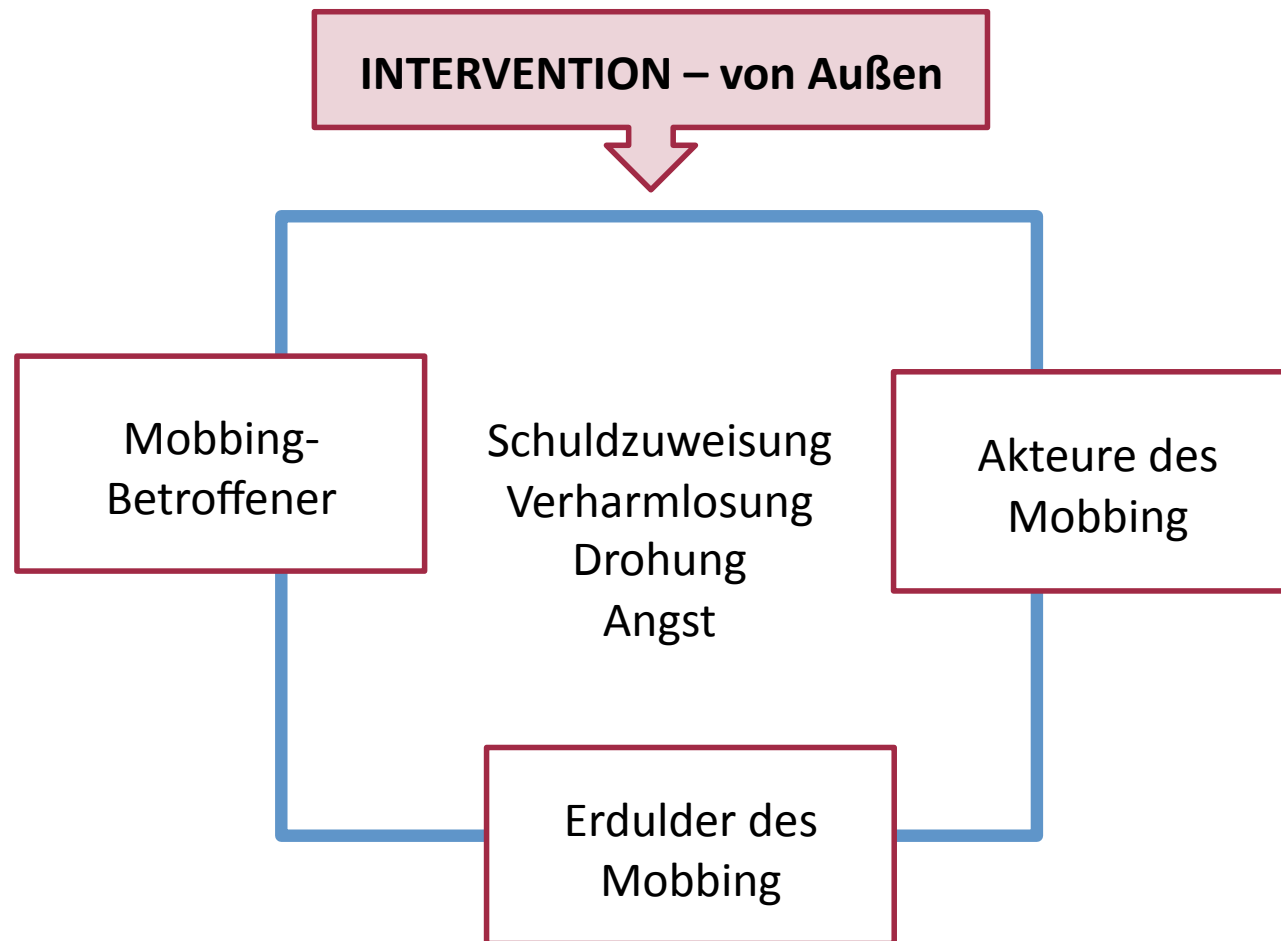 INTERVENTION – von Außen
Mobbing-
Betroffener
Schuldzuweisung
Verharmlosung
Drohung
Angst
Akteure des
Mobbing
Erdulder des
Mobbing